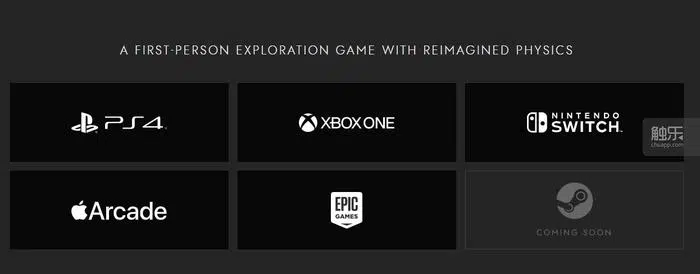 A FIRST-PERSON EXPLORATION GAME WITH REIMAGINED PHYSICS
PS4
XBOX ONE
NINTENDO
SWITCH
触乐
chuapp.com
Arcade
EPIC
GAMES
COMING SOON